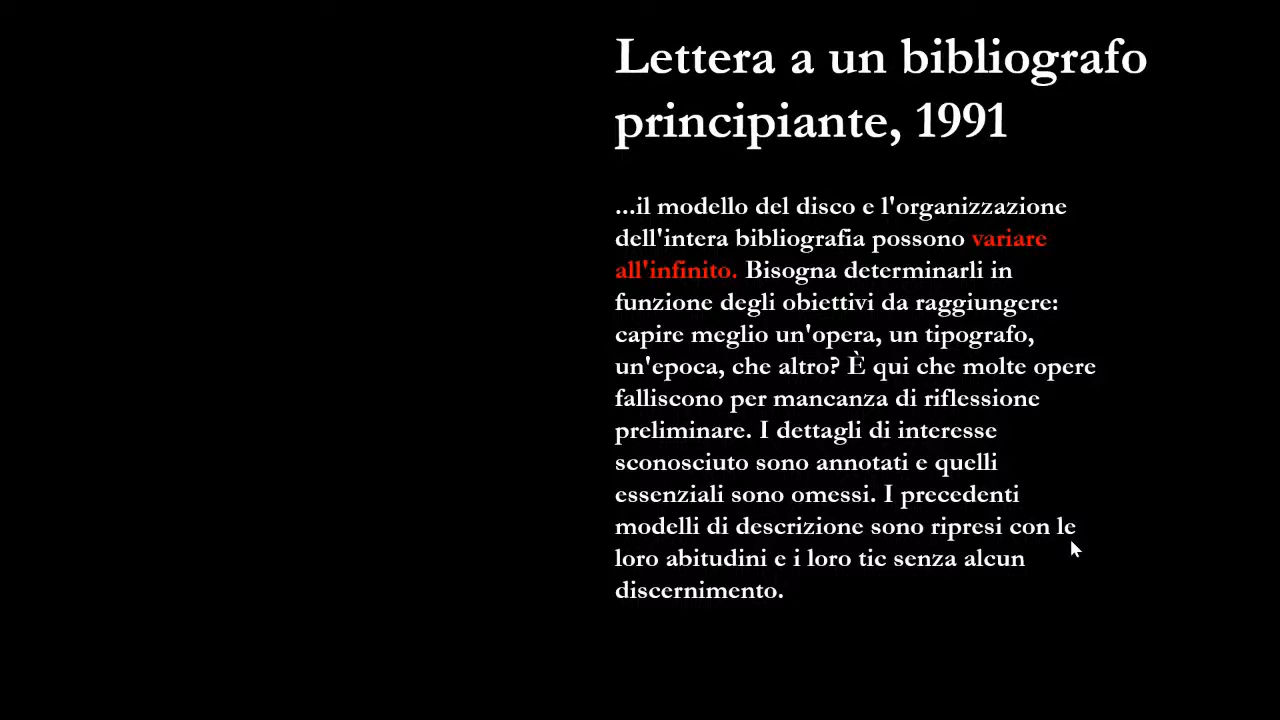 Lettera a un bibliografo
principiante, 1991
...il modello del disco e l'organizzazione
dell'intera bibliografia possono variare
all'infinito. Bisogna determinarli in
funzione degli obiettivi da raggiungere:
capire meglio un'opera, un tipografo,
un'epoca, che altro? È qui che molte opere
falliscono per mancanza di riflessione
preliminare. I dettagli di interesse
sconosciuto sono annotati e quelli
essenziali sono omessi. I precedenti
modelli di descrizione sono ripresi con le
loro abitudini e i loro tic senza alcun
discernimento.